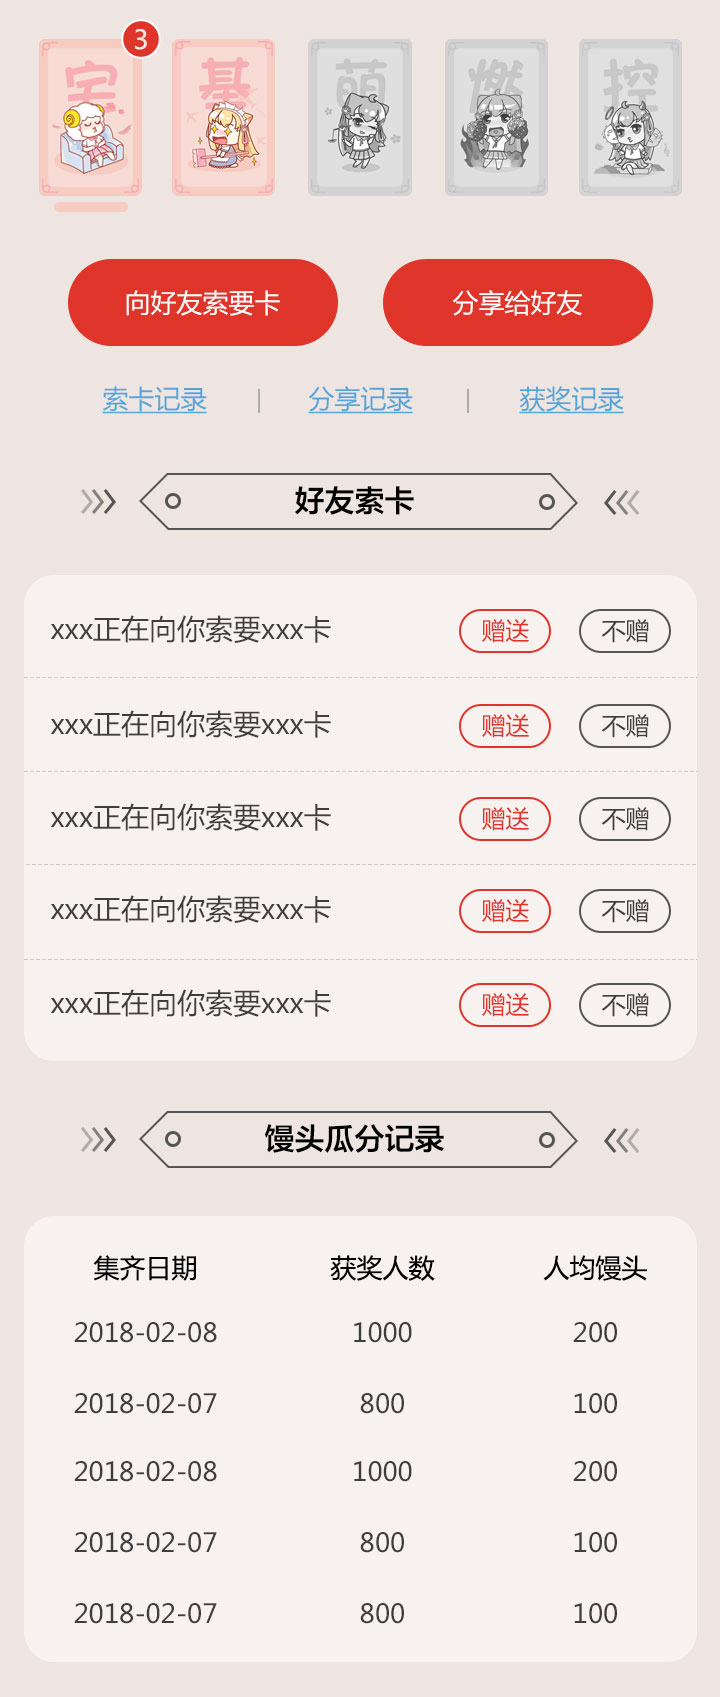 3
宅 基 萌 燃 控
向好友索要卡 分享给好友
索卡记录 | 分享记录 | 获奖记录
好友索卡
xxx正在向你索要xxx卡 赠送 不赠
xxx正在向你索要xxx卡 赠送 不赠
xxx正在向你索要xxx卡 赠送 不赠
xxx正在向你索要xxx卡 赠送 不赠
xxx正在向你索要xxx卡 赠送 不赠
馒头瓜分记录
集齐日期 获奖人数 人均馒头
2018-02-08 1000 200
2018-02-07 800 100
2018-02-08 1000 200
2018-02-07 800 100
2018-02-07 800 100